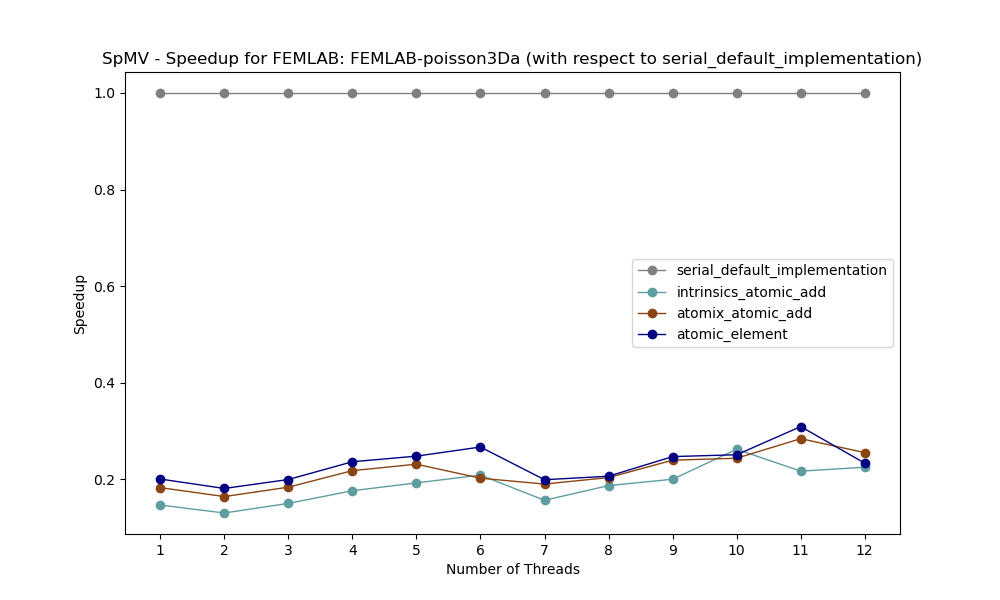 SpMV - Speedup for FEMLAB: FEMLAB-poisson3Da (with respect to serial_default_implementation)
1.0
0.8
0.6
0.4
0.2
Speedup
serial_default_implementation
intrinsics_atomic_add
atomix_atomic_add
atomic_element
1 2 3 4 5 6 7 8 9 10 11 12
Number of Threads